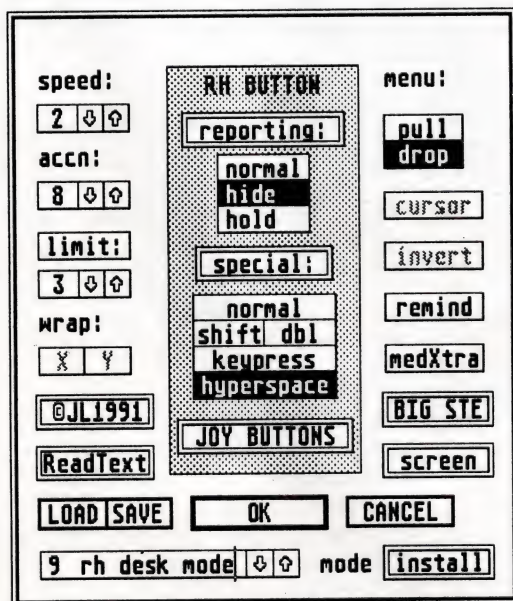 speed:
2
accn:
8
limit:
3
wrap:
X Y
©JL1991
ReadText
RH BUTTON
reporting:
normal
hide
hold
special:
normal
shift dbl
keypress
hyperspace
JOY BUTTONS
menu:
pull
drop
cursor
invert
remind
medXtra
BIG STE
screen
LOAD SAVE OK CANCEL
9 rh desk mode mode install